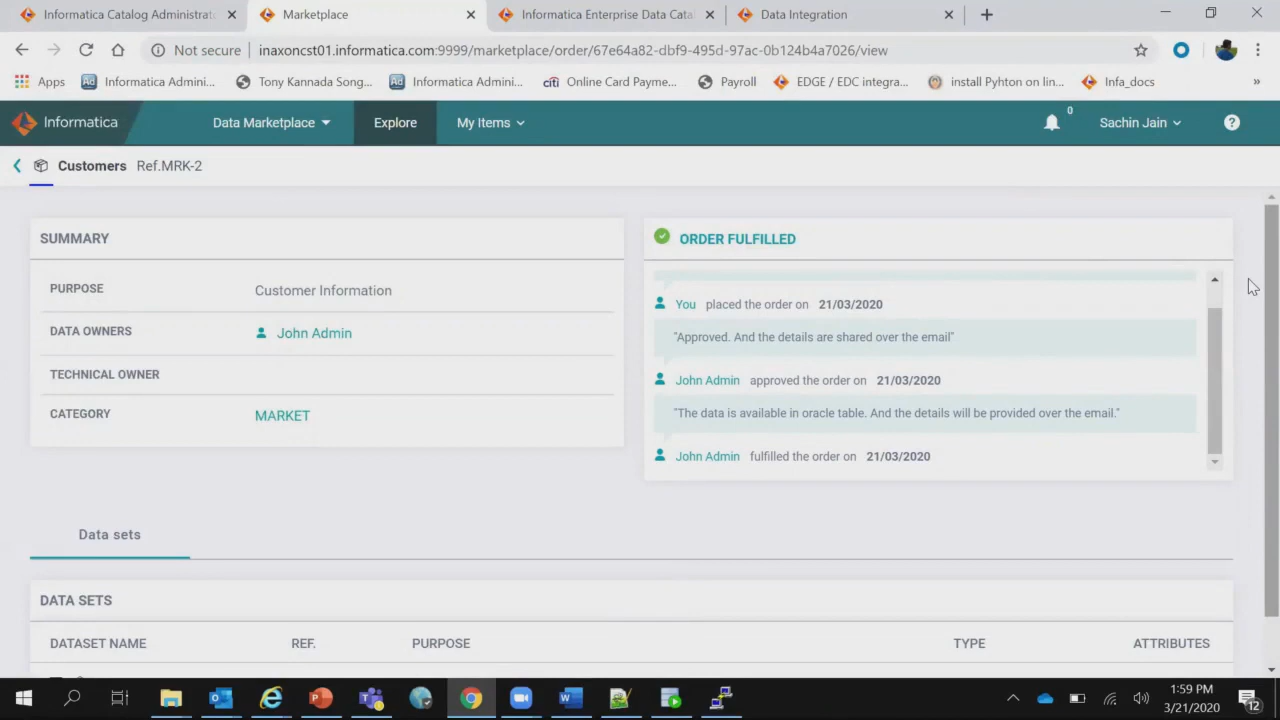 Informatica Catalog Administrat
Marketplace
Informatica Enterprise Data Cata
Data Integration
Not secure
inaxoncst01.informatica.com:9999/marketplace/order/67e64a82-dbf9-495d-97ac-0b124b4a7026/view
Apps
Informatica Admini...
Tony Kannada Song...
Informatica Admini...
citi Online Card Payme...
Payroll
EDGE / EDC integra...
install Pyhton on lin...
Infa_docs
»
Informatica
Data Marketplace
Explore
My Items
0
Sachin Jain
?
Customers Ref.MRK-2
SUMMARY
PURPOSE Customer Information
DATA OWNERS John Admin
TECHNICAL OWNER
CATEGORY MARKET
ORDER FULFILLED
You placed the order on 21/03/2020
"Approved. And the details are shared over the email"
John Admin approved the order on 21/03/2020
"The data is available in oracle table. And the details will be provided over the email."
John Admin fulfilled the order on 21/03/2020
Data sets
DATA SETS
DATASET NAME REF. PURPOSE TYPE ATTRIBUTES
1:59 PM
3/21/2020
12